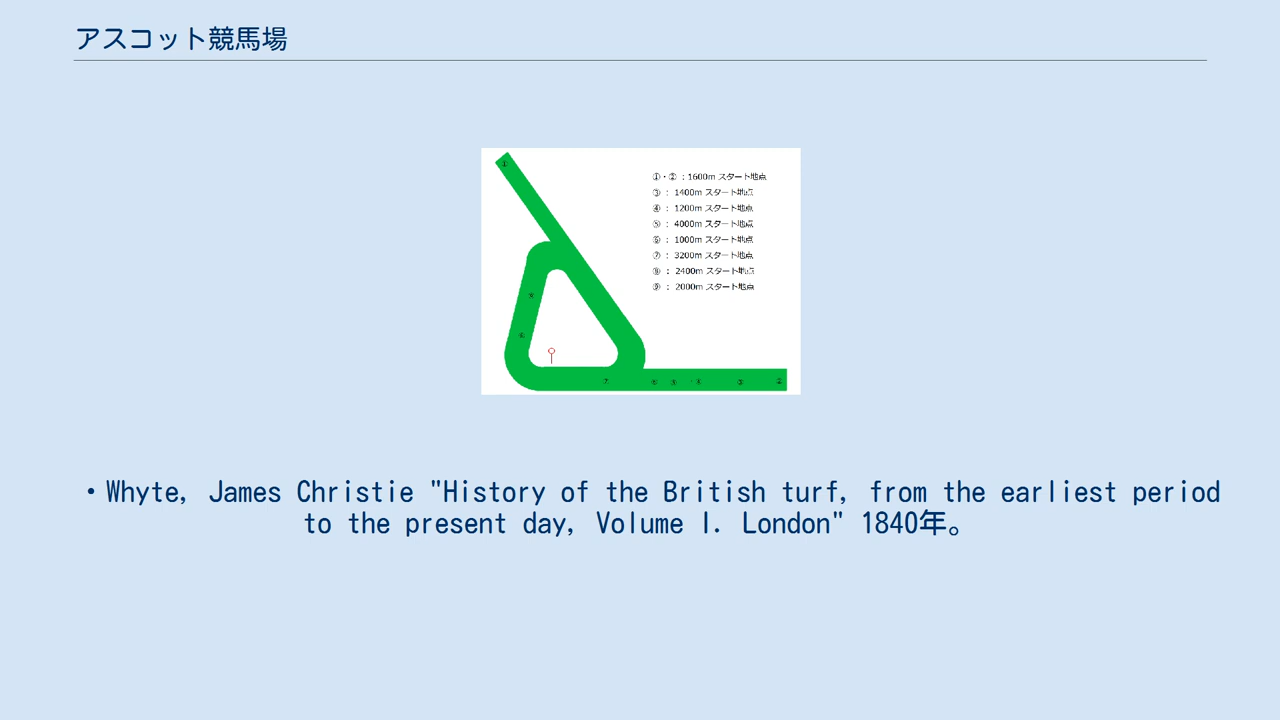 アスコット競馬場
①・② : 1600m スタート地点
③ : 1400m スタート地点
④ : 1200m スタート地点
⑤ : 4000m スタート地点
⑥ : 1000m スタート地点
⑦ : 3200m スタート地点
⑧ : 2400m スタート地点
⑨ : 2000m スタート地点
①
⑦
③
②
・Whyte, James Christie "History of the British turf, from the earliest period
to the present day, Volume I. London" 1840年。